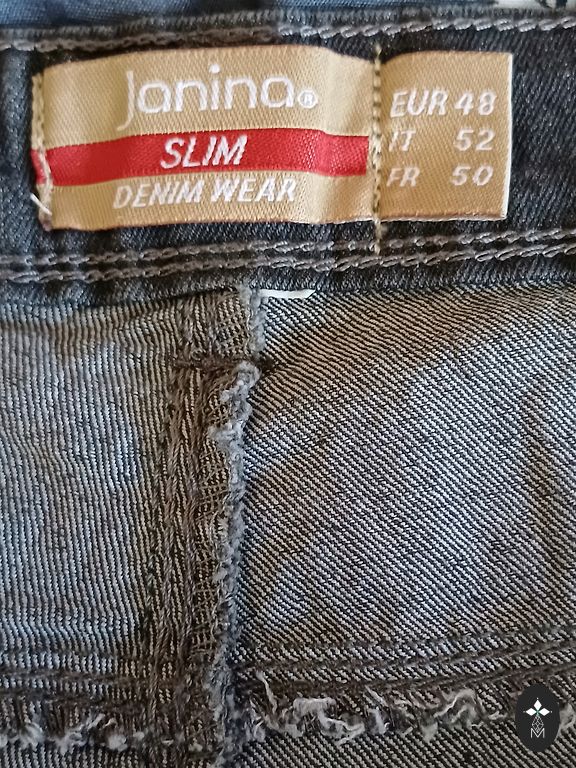 Janina®
SLIM
DENIM WEAR
EUR 48
IT 52
FR 50